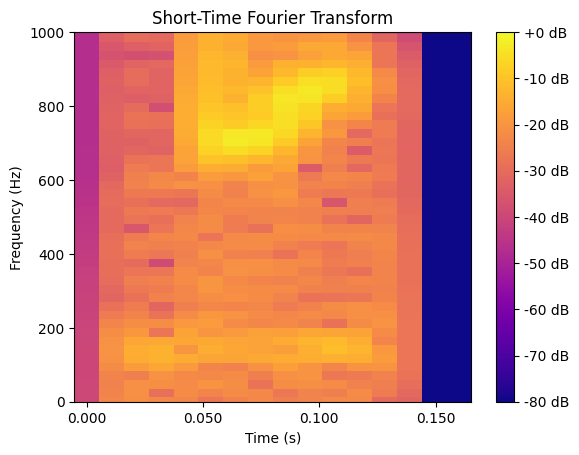 Short-Time Fourier Transform
1000
800
600
400
200
0
Frequency (Hz)
0.000
0.050
0.100
0.150
Time (s)
+0 dB
-10 dB
-20 dB
-30 dB
-40 dB
-50 dB
-60 dB
-70 dB
-80 dB